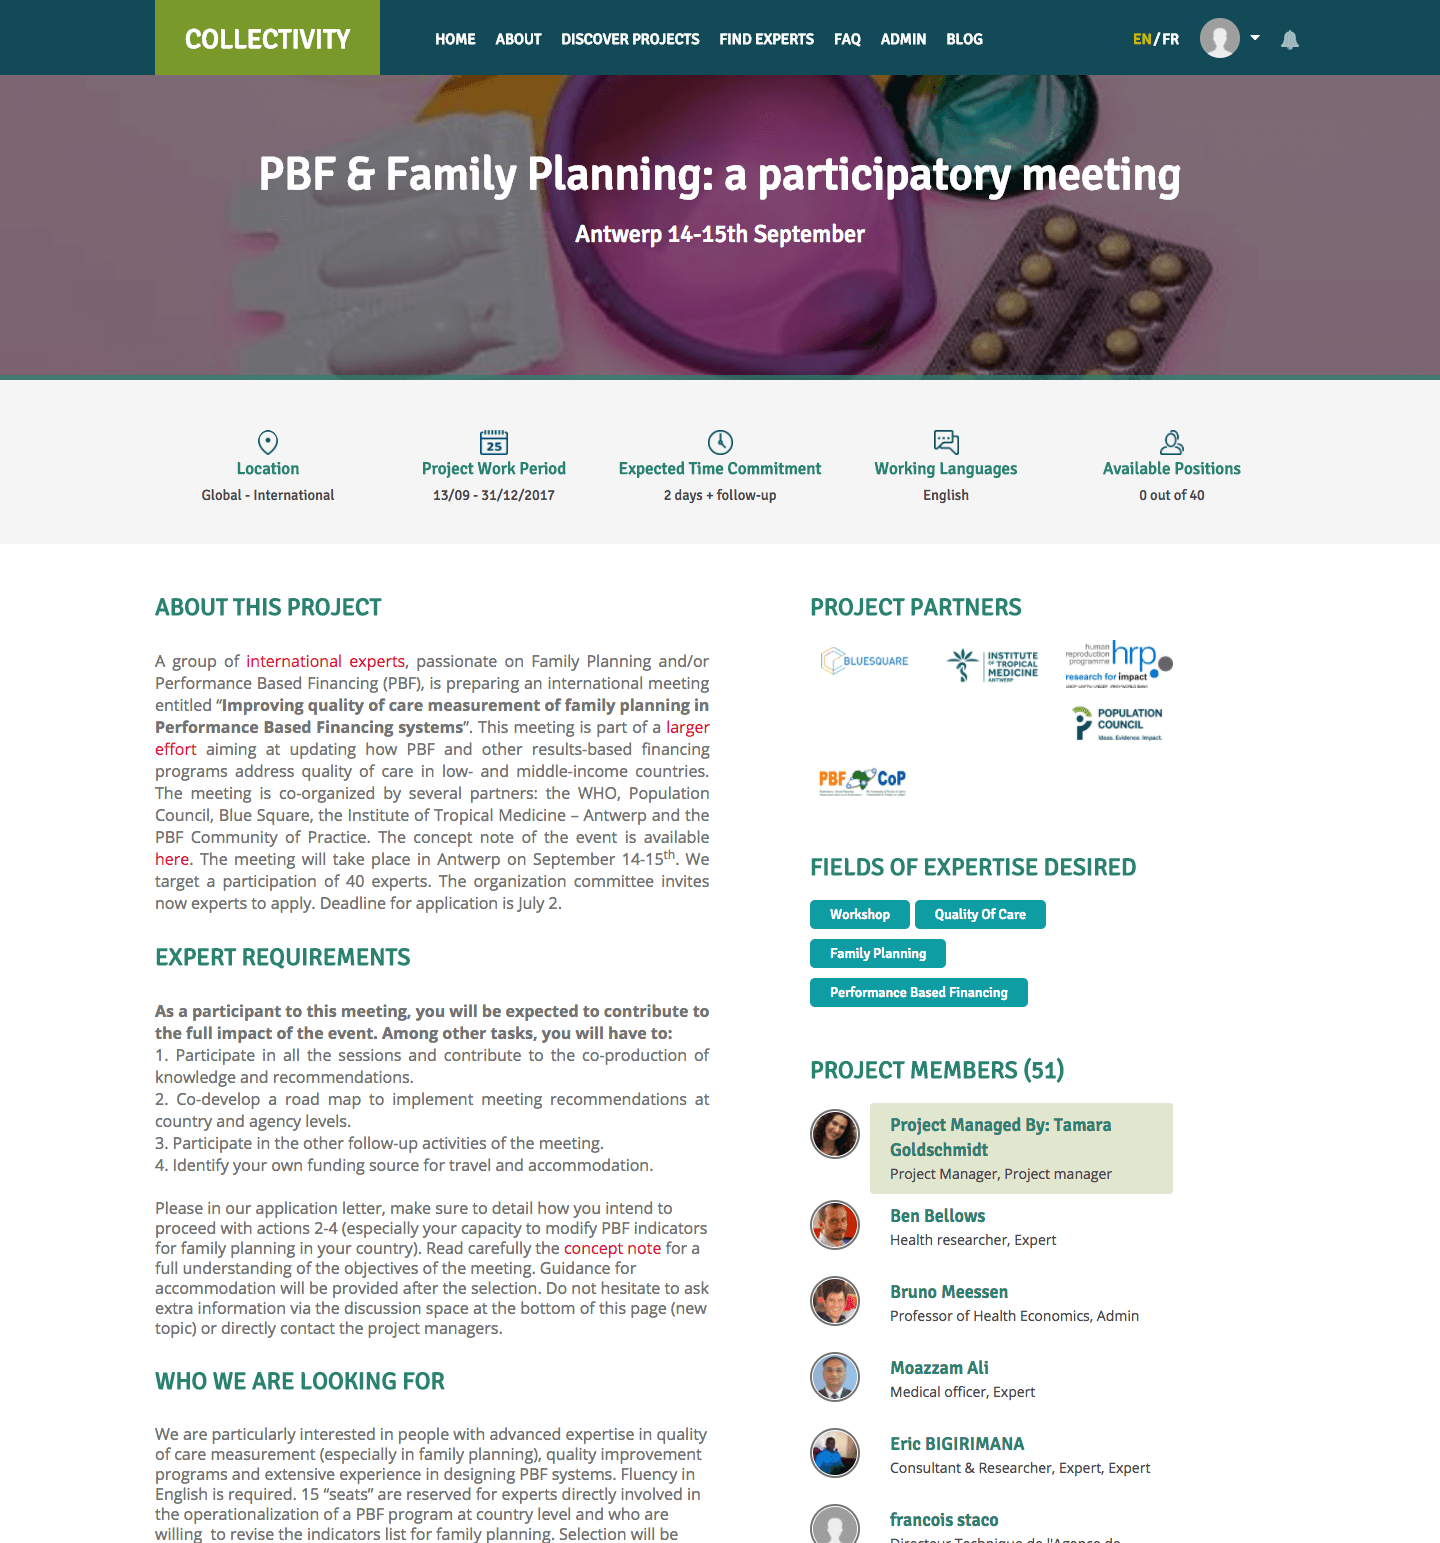 COLLECTIVITY
HOME ABOUT DISCOVER PROJECTS FIND EXPERTS FAQ ADMIN BLOG
EN/FR
PBF & Family Planning: a participatory meeting
Antwerp 14-15th September
25
Location
Global - International
Project Work Period
13/09 - 31/12/2017
Expected Time Commitment
2 days + follow-up
Working Languages
English
Available Positions
0 out of 40
ABOUT THIS PROJECT
A group of international experts, passionate on Family Planning and/or
Performance Based Financing (PBF), is preparing an international meeting
entitled “Improving quality of care measurement of family planning in
Performance Based Financing systems”. This meeting is part of a larger
effort aiming at updating how PBF and other results-based financing
programs address quality of care in low- and middle-income countries.
The meeting is co-organized by several partners: the WHO, Population
Council, Blue Square, the Institute of Tropical Medicine – Antwerp and the
PBF Community of Practice. The concept note of the event is available
here. The meeting will take place in Antwerp on September 14-15th. We
target a participation of 40 experts. The organization committee invites
now experts to apply. Deadline for application is July 2.
EXPERT REQUIREMENTS
As a participant to this meeting, you will be expected to contribute to
the full impact of the event. Among other tasks, you will have to:
1. Participate in all the sessions and contribute to the co-production of
knowledge and recommendations.
2. Co-develop a road map to implement meeting recommendations at
country and agency levels.
3. Participate in the other follow-up activities of the meeting.
4. Identify your own funding source for travel and accommodation.
Please in our application letter, make sure to detail how you intend to
proceed with actions 2-4 (especially your capacity to modify PBF indicators
for family planning in your country). Read carefully the concept note for a
full understanding of the objectives of the meeting. Guidance for
accommodation will be provided after the selection. Do not hesitate to ask
extra information via the discussion space at the bottom of this page (new
topic) or directly contact the project managers.
WHO WE ARE LOOKING FOR
We are particularly interested in people with advanced expertise in quality
of care measurement (especially in family planning), quality improvement
programs and extensive experience in designing PBF systems. Fluency in
English is required. 15 “seats” are reserved for experts directly involved in
the operationalization of a PBF program at country level and who are
willing to revise the indicators list for family planning. Selection will be
PROJECT PARTNERS
BLUESQUARE
INSTITUTE
OF TROPICAL
MEDICINE
ANTWERP
human
reproduction
programme
hrp.
research for impact
POPULATION
COUNCIL
Ideas. Evidence. Impact.
PBF CoP
FIELDS OF EXPERTISE DESIRED
Workshop
Quality Of Care
Family Planning
Performance Based Financing
PROJECT MEMBERS (51)
Project Managed By: Tamara
Goldschmidt
Project Manager, Project manager
Ben Bellows
Health researcher, Expert
Bruno Meessen
Professor of Health Economics, Admin
Moazzam Ali
Medical officer, Expert
Eric BIGIRIMANA
Consultant & Researcher, Expert, Expert
francois staco
Directeur Technique de l'Agence de